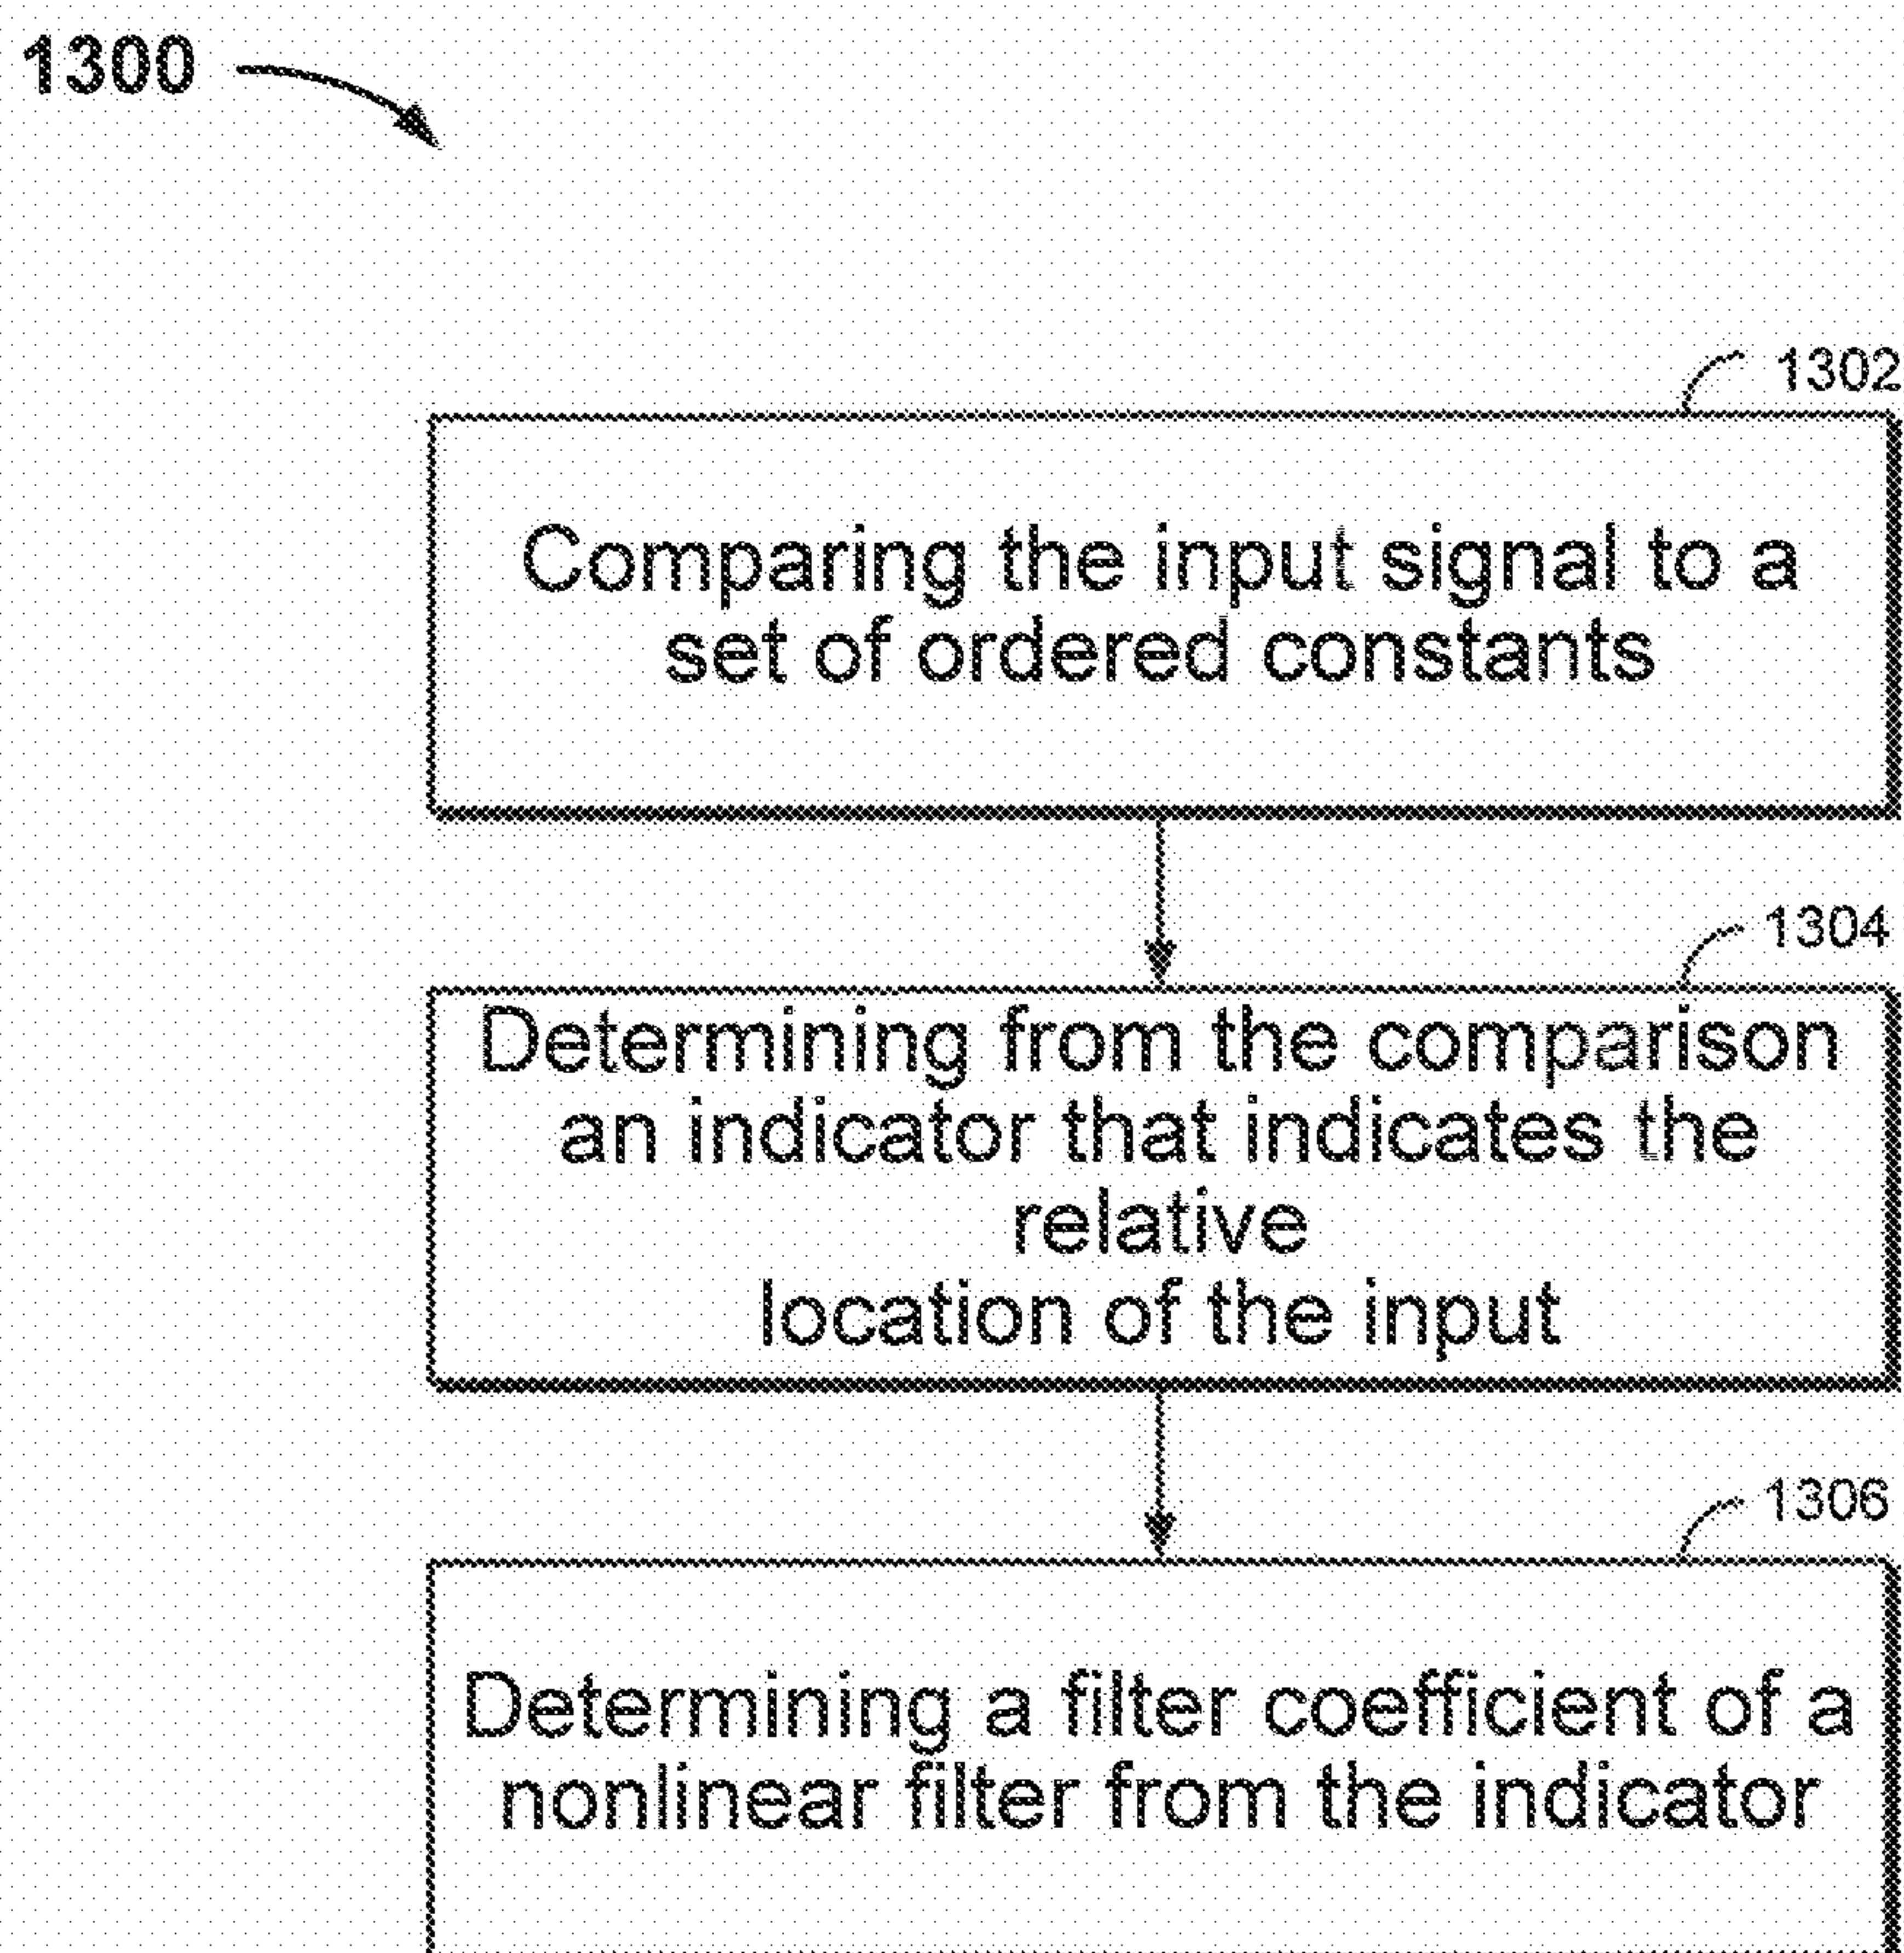 1300
1302
Comparing the input signal to a
set of ordered constants
1304
Determining from the comparison
an indicator that indicates the
relative
location of the input
1306
Determining a filter coefficient of a
nonlinear filter from the indicator